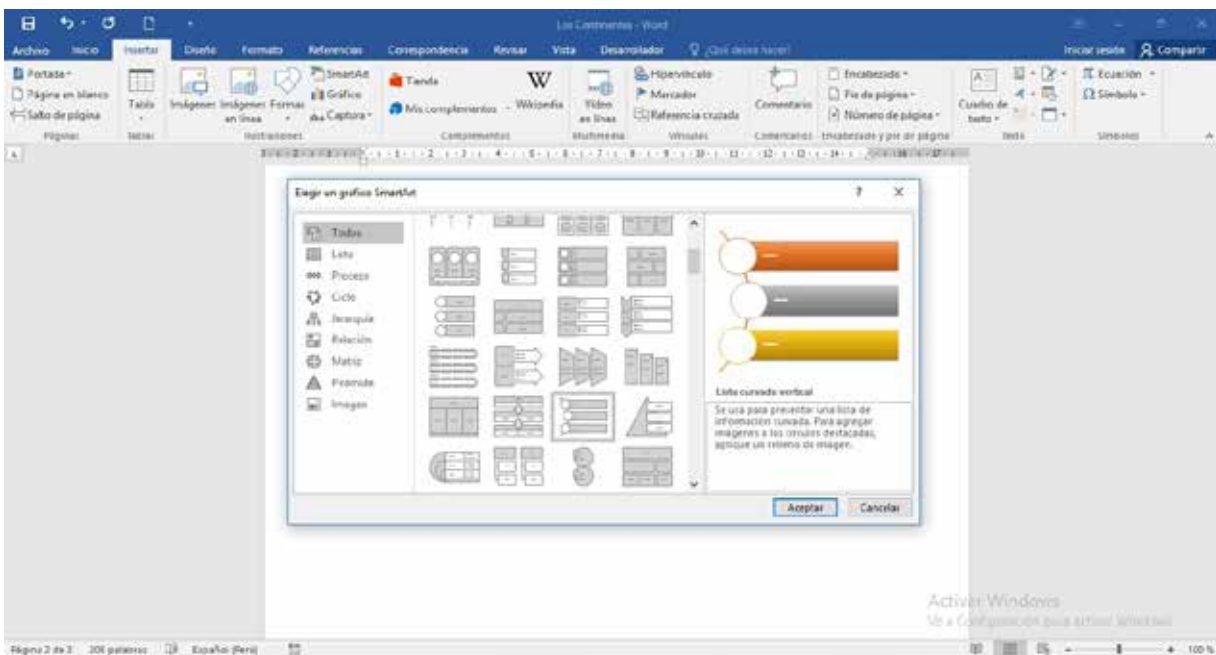 Los Continentes - Word
Archivo Inicio Insertar Diseño Formato Referencias Correspondencia Revisar Vista Desarrollador ¿Qué desea hacer? Iniciar sesión Compartir
Portada
Página en blanco
Salto de página
Páginas
Tabla
Tablas
Imágenes
Imágenes en línea
Formas
SmartArt
Gráfico
Captura
Ilustraciones
Tienda
Mis complementos
Wikipedia
Complementos
Vídeo en línea
Multimedia
Hipervínculo
Marcador
Referencia cruzada
Vínculos
Comentario
Comentarios
Encabezado
Pie de página
Número de página
Encabezado y pie de página
A
Cuadro de texto
Texto
Ecuación
Símbolo
Símbolos
Elegir un gráfico SmartArt ? X
Todos
Lista
Proceso
Ciclo
Jerarquía
Relación
Matriz
Pirámide
Imagen
Lista curvada vertical
Se usa para presentar una lista de
información curvada. Para agregar
imágenes a los círculos destacados,
aplique un relleno de imagen.
Aceptar Cancelar
Activar Windows
Ve a Configuración para activar Windows.
Página 2 de 2 206 palabras Español (Perú) 100 %